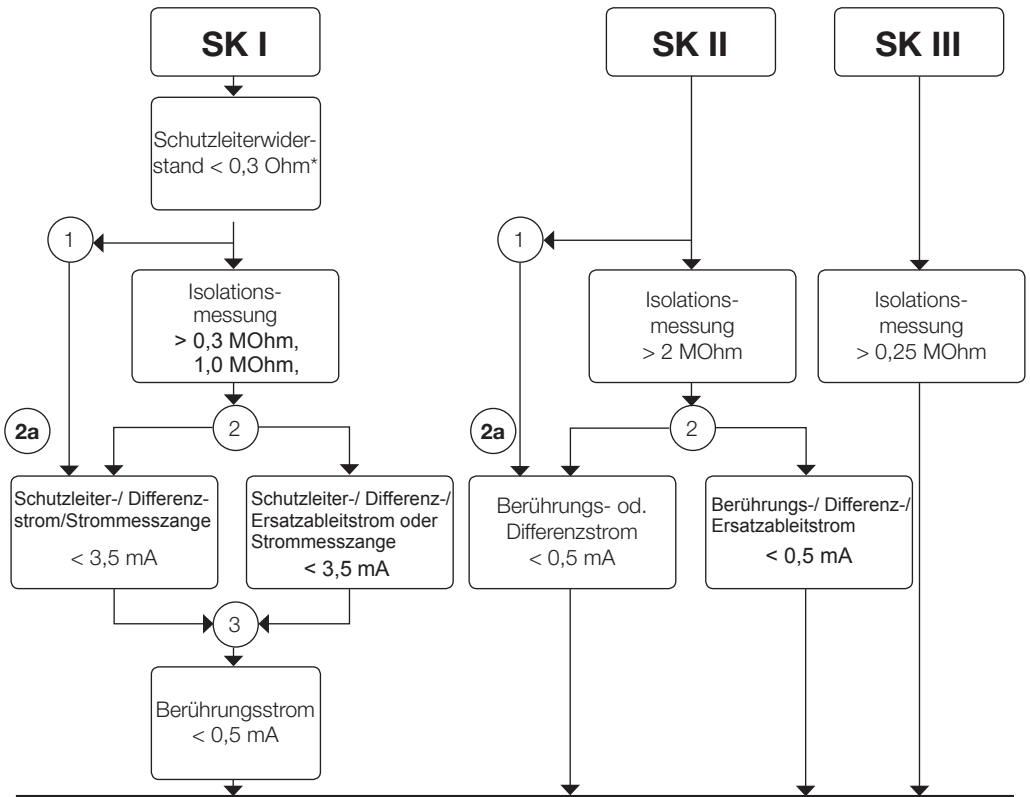 SK I
Schutzleiterwider-
stand < 0,3 Ohm*
1
Isolations-
messung
> 0,3 MOhm,
1,0 MOhm,
2a
2
Schutzleiter-/ Differenz-
strom/Strommesszange
< 3,5 mA
Schutzleiter-/ Differenz-/
Ersatzableitstrom oder
Strommesszange
< 3,5 mA
3
Berührungsstrom
< 0,5 mA
SK II
1
Isolations-
messung
> 2 MOhm
2a
2
Berührungs- od.
Differenzstrom
< 0,5 mA
Berührungs-/ Differenz-/
Ersatzableitstrom
< 0,5 mA
SK III
Isolations-
messung
> 0,25 MOhm